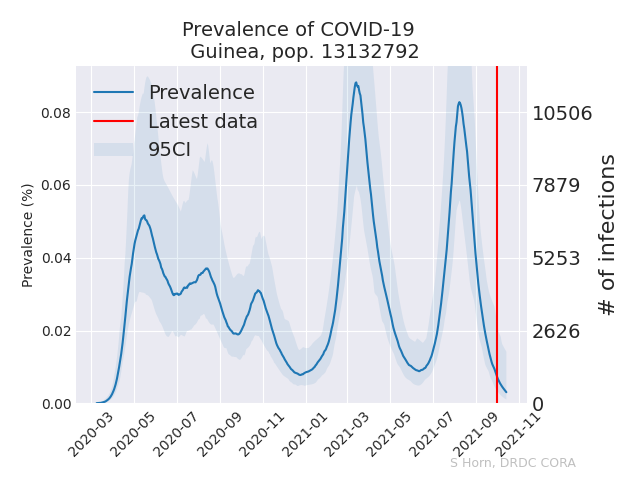 Prevalence of COVID-19
Guinea, pop. 13132792
Prevalence
Latest data
95CI
Prevalence (%)
0.08
0.06
0.04
0.02
0.00
10506
7879
5253
2626
0
# of infections
2020-03
2020-05
2020-07
2020-09
2020-11
2021-01
2021-03
2021-05
2021-07
2021-09
2021-11
S Horn, DRDC CORA